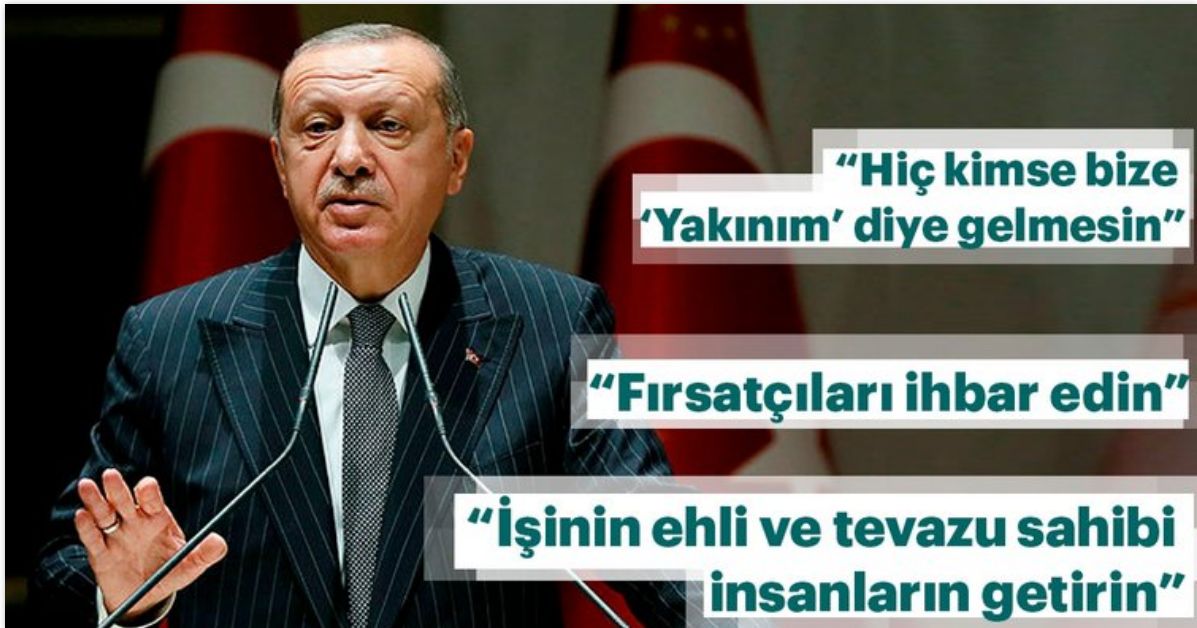 “Hiç kimse bize
‘Yakınım’ diye gelmesin”
“Fırsatçıları ihbar edin”
“İşinin ehli ve tevazu sahibi
insanların getirin”